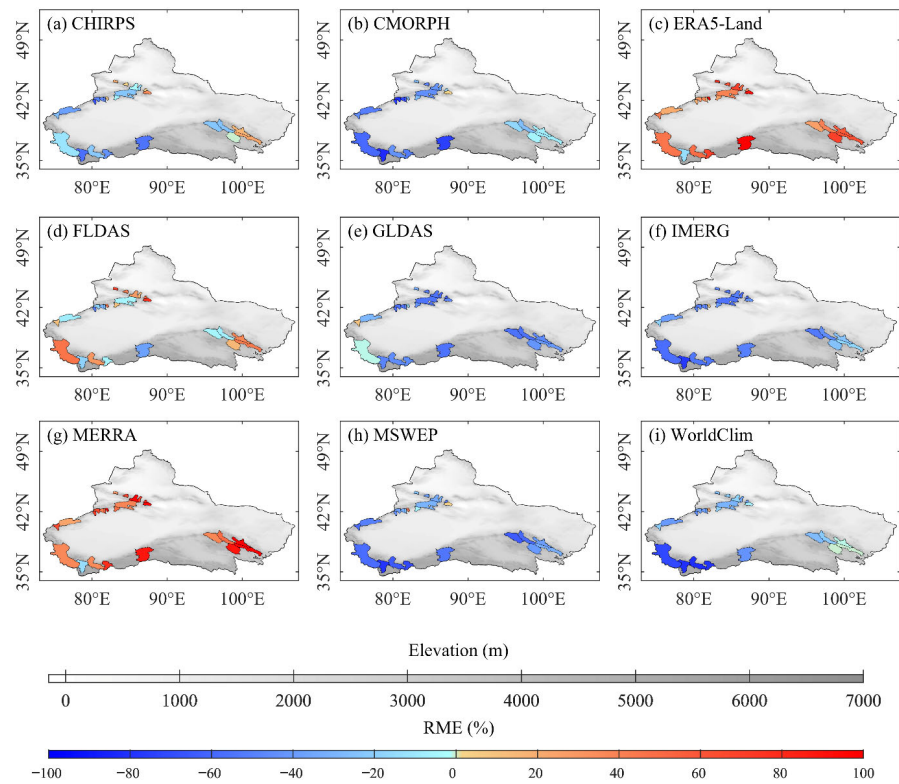 (a) CHIRPS
(b) CMORPH
(c) ERA5-Land
49°N 49°N 49°N
42°N 42°N 42°N
35°N 35°N 35°N
80°E 90°E 100°E 80°E 90°E 100°E 80°E 90°E 100°E
(d) FLDAS
(e) GLDAS
(f) IMERG
49°N 49°N 49°N
42°N 42°N 42°N
35°N 35°N 35°N
80°E 90°E 100°E 80°E 90°E 100°E 80°E 90°E 100°E
(g) MERRA
(h) MSWEP
(i) WorldClim
49°N 49°N 49°N
42°N 42°N 42°N
35°N 35°N 35°N
80°E 90°E 100°E 80°E 90°E 100°E 80°E 90°E 100°E
Elevation (m)
0 1000 2000 3000 4000 5000 6000 7000
RME (%)
−100 −80 −60 −40 −20 0 20 40 60 80 100